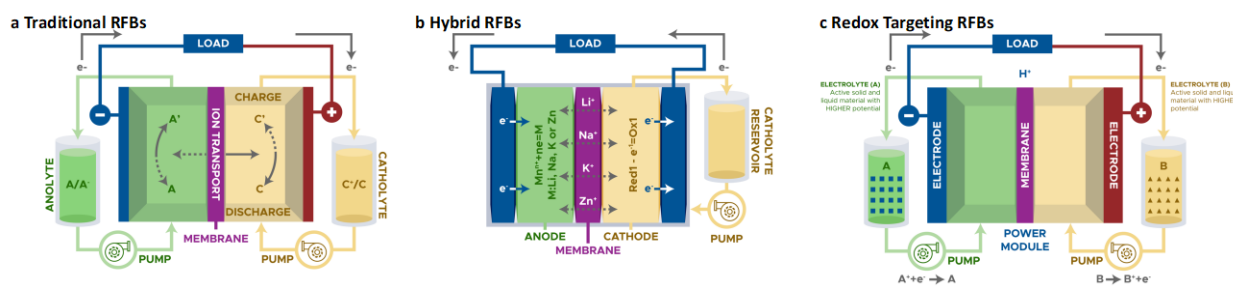 a Traditional RFBs
LOAD
e-
e-
CHARGE
A'
C'
ION TRANSPORT
A
C
DISCHARGE
ANOLYTE
A/A-
CATHOLYTE
C+/C
MEMBRANE
PUMP
PUMP
b Hybrid RFBs
LOAD
e-
e-
Li+
Na+
K+
Zn+
e-
e-
e-
e-
Mn⁺+ne=M
M:Li, Na, K or Zn
Red1 - e-1=Ox1
CATHOLYTE
RESERVOIR
ANODE
CATHODE
MEMBRANE
PUMP
c Redox Targeting RFBs
LOAD
e-
e-
H+
ELECTROLYTE (A)
Active solid and
liquid material with
HIGHER potential
ELECTROLYTE (B)
Active solid and liqu
material with HIGHE
potential
A
ELECTRODE
MEMBRANE
ELECTRODE
B
POWER
MODULE
PUMP
PUMP
A++e- → A
B → B++e-